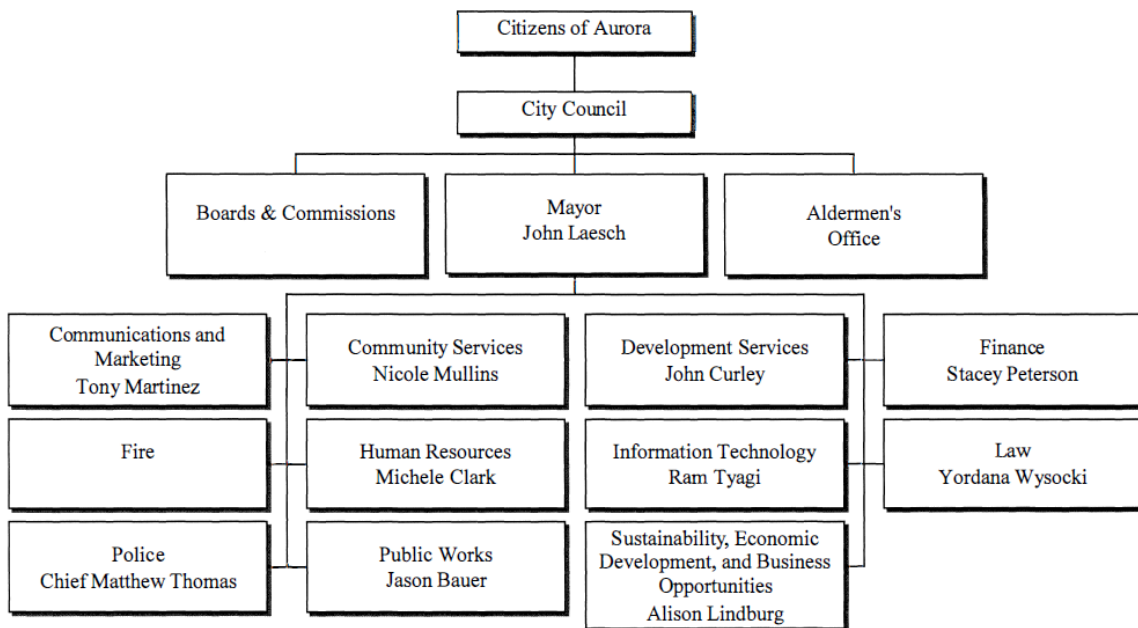 Citizens of Aurora
City Council
Boards & Commissions
Mayor
John Laesch
Aldermen's
Office
Communications and
Marketing
Tony Martinez
Community Services
Nicole Mullins
Development Services
John Curley
Finance
Stacey Peterson
Fire
Human Resources
Michele Clark
Information Technology
Ram Tyagi
Law
Yordana Wysocki
Police
Chief Matthew Thomas
Public Works
Jason Bauer
Sustainability, Economic
Development, and Business
Opportunities
Alison Lindburg